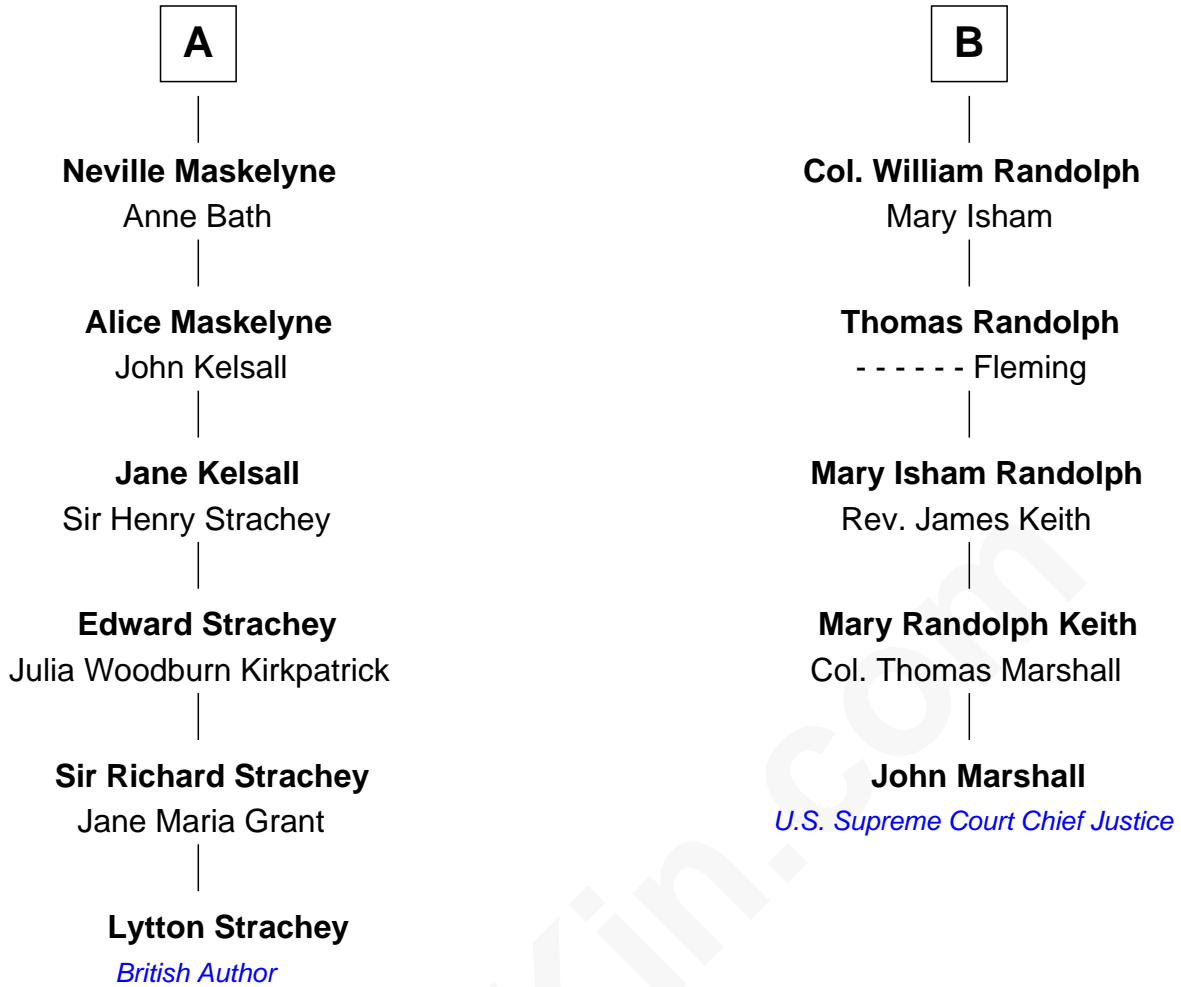 A
Neville Maskelyne
Anne Bath
Alice Maskelyne
John Kelsall
Jane Kelsall
Sir Henry Strachey
Edward Strachey
Julia Woodburn Kirkpatrick
Sir Richard Strachey
Jane Maria Grant
Lytton Strachey
British Author
B
Col. William Randolph
Mary Isham
Thomas Randolph
- - - - - - Fleming
Mary Isham Randolph
Rev. James Keith
Mary Randolph Keith
Col. Thomas Marshall
John Marshall
U.S. Supreme Court Chief Justice
Kin.com